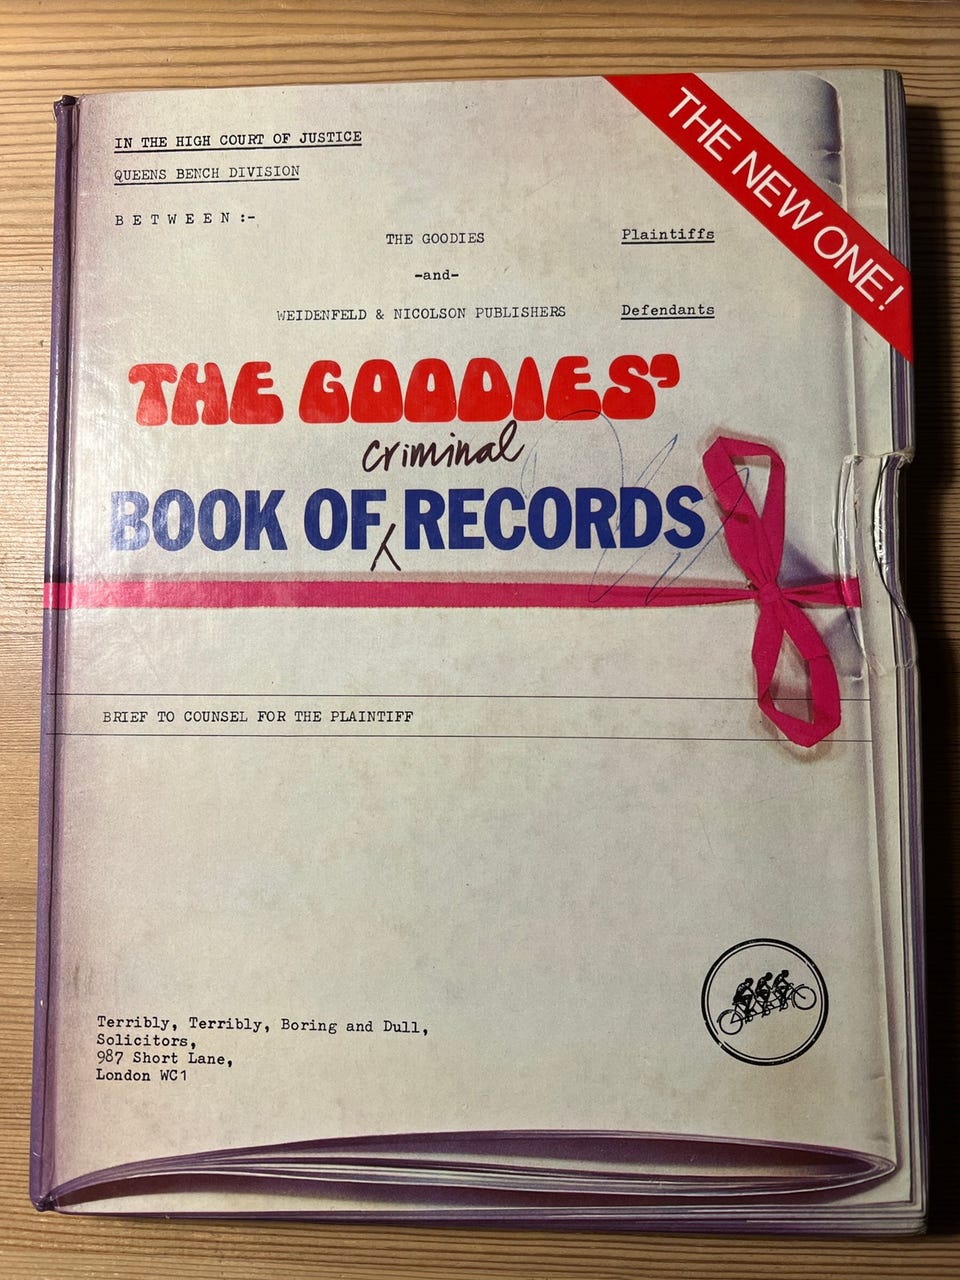 IN THE HIGH COURT OF JUSTICE
QUEENS BENCH DIVISION
THE NEW ONE!
B E T W E E N :-
THE GOODIES Plaintiffs
-and-
WEIDENFELD & NICOLSON PUBLISHERS Defendants
THE GOODIES'
criminal
BOOK OF RECORDS
BRIEF TO COUNSEL FOR THE PLAINTIFF
Terribly, Terribly, Boring and Dull,
Solicitors,
987 Short Lane,
London WC1